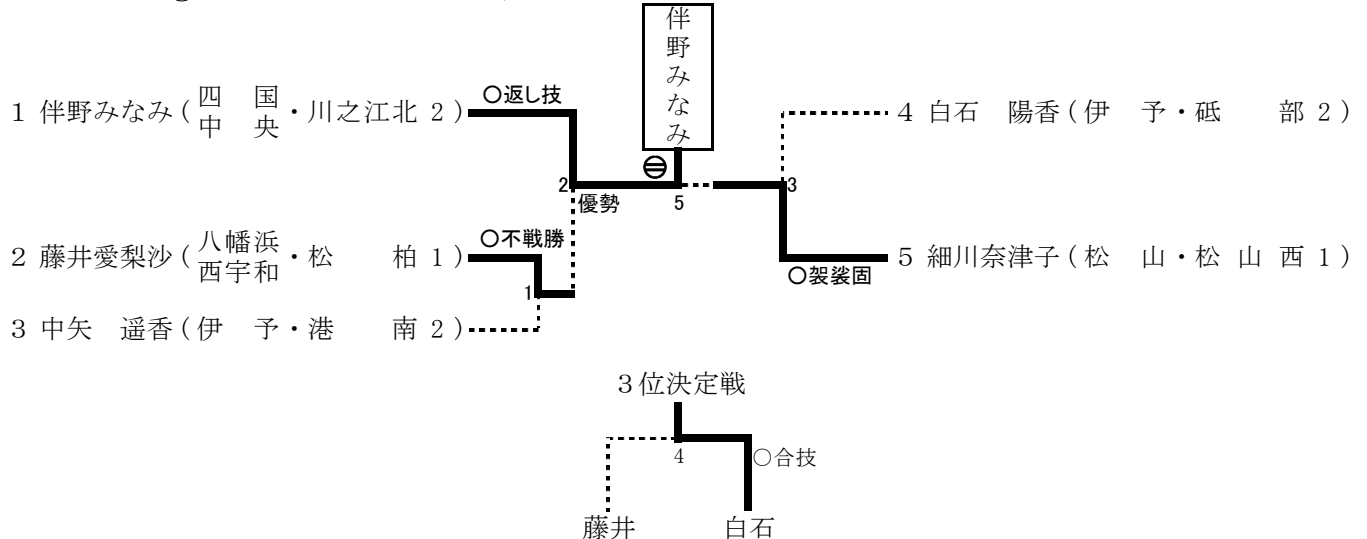 伴野みなみ
1 伴野みなみ(四国中央・川之江北 2)
○返し技
4 白石 陽香(伊 予・砥 部 2)
2
優勢
5
3
2 藤井愛梨沙(八幡浜西宇和・松 柏 1)
○不戦勝
○袈裟固
5 細川奈津子(松 山・松 山 西 1)
1
3 中矢 遥香(伊 予・港 南 2)
3位決定戦
4
○合技
藤井 白石